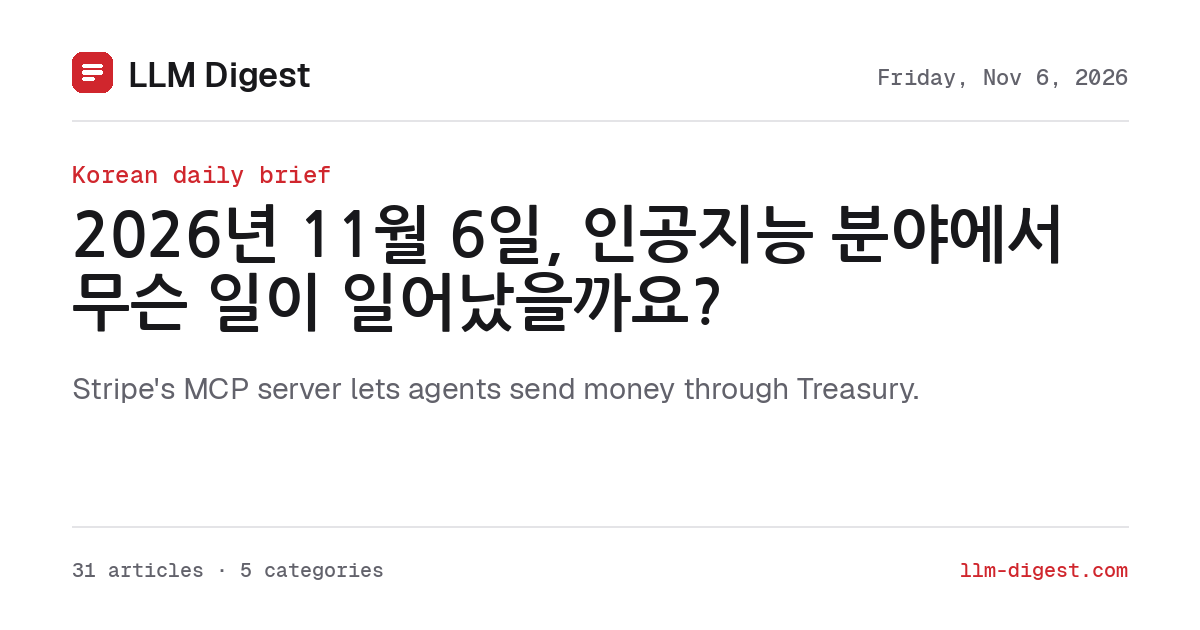 LLM Digest
Friday, Nov 6, 2026
Korean daily brief
2026년 11월 6일, 인공지능 분야에서
무슨 일이 일어났을까요?
Stripe's MCP server lets agents send money through Treasury.
31 articles · 5 categories
llm-digest.com